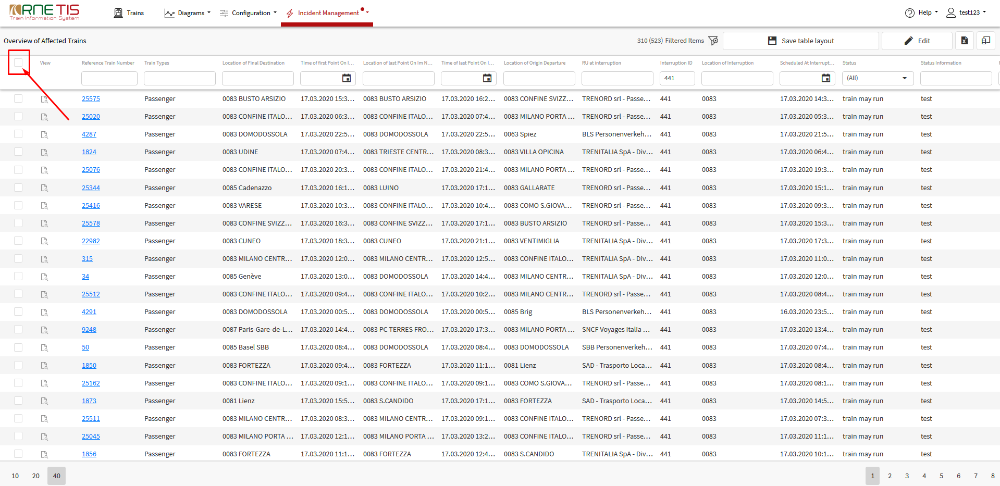 RNE TIS
Train Information System
Trains Diagrams Configuration Incident Management Help test123
Overview of Affected Trains 310 (523) Filtered Items Save table layout Edit
View Reference Train Number Train Types Location of Final Destination Time of first Point On I... Location of last Point On Im N... Time of last Point On I... Location of Origin Departure RU at interruption Interruption ID Location of Interruption Scheduled At Interrupt... Status Status Information
441 (All)
25575 Passenger 0083 BUSTO ARSIZIO 17.03.2020 15:3... 0083 BUSTO ARSIZIO 17.03.2020 16:2... 0083 CONFINE SVIZZ... TRENORD srl - Passe... 441 0083 17.03.2020 14:3... train may run test
25020 Passenger 0083 CONFINE ITALO... 17.03.2020 06:3... 0083 CONFINE ITALO... 17.03.2020 07:4... 0083 MILANO PORTA ... TRENORD srl - Passe... 441 0083 17.03.2020 05:3... train may run test
4287 Passenger 0083 DOMODOSSOLA 17.03.2020 22:5... 0083 DOMODOSSOLA 17.03.2020 22:5... 0063 Spiez BLS Personenverkeh... 441 0083 17.03.2020 21:5... train may run test
1824 Passenger 0083 UDINE 17.03.2020 07:4... 0083 TRIESTE CENTR... 17.03.2020 08:3... 0083 VILLA OPICINA TRENITALIA SpA - Div... 441 0083 17.03.2020 06:4... train may run test
25076 Passenger 0083 CONFINE ITALO... 17.03.2020 20:3... 0083 CONFINE ITALO... 17.03.2020 21:4... 0083 MILANO PORTA ... TRENORD srl - Passe... 441 0083 17.03.2020 19:3... train may run test
25344 Passenger 0085 Cadenazzo 17.03.2020 16:1... 0083 LUINO 17.03.2020 17:1... 0083 GALLARATE TRENORD srl - Passe... 441 0083 17.03.2020 15:1... train may run test
25416 Passenger 0083 VARESE 17.03.2020 10:3... 0083 CONFINE ITALO... 17.03.2020 10:4... 0083 COMO S.GIOVA... TRENORD srl - Passe... 441 0083 17.03.2020 09:3... train may run test
25578 Passenger 0083 CONFINE SVIZZ... 17.03.2020 16:3... 0083 CONFINE SVIZZ... 17.03.2020 17:1... 0083 BUSTO ARSIZIO TRENORD srl - Passe... 441 0083 17.03.2020 15:3... train may run test
22982 Passenger 0083 CUNEO 17.03.2020 18:3... 0083 CUNEO 17.03.2020 21:1... 0083 VENTIMIGLIA TRENITALIA SpA - Div... 441 0083 17.03.2020 17:3... train may run test
315 Passenger 0083 MILANO CENTR... 17.03.2020 12:0... 0083 MILANO CENTR... 17.03.2020 12:5... 0083 CONFINE ITALO... TRENITALIA SpA - Div... 441 0083 17.03.2020 11:0... train may run test
34 Passenger 0085 Genève 17.03.2020 13:0... 0083 DOMODOSSOLA 17.03.2020 14:4... 0083 MILANO CENTR... TRENITALIA SpA - Div... 441 0083 17.03.2020 12:0... train may run test
25512 Passenger 0083 CONFINE ITALO... 17.03.2020 09:4... 0083 CONFINE ITALO... 17.03.2020 10:2... 0083 MILANO CENTR... TRENORD srl - Passe... 441 0083 17.03.2020 08:4... train may run test
4291 Passenger 0083 DOMODOSSOLA 17.03.2020 00:5... 0083 DOMODOSSOLA 17.03.2020 00:5... 0085 Brig BLS Personenverkeh... 441 0083 16.03.2020 23:5... train may run test
9248 Passenger 0087 Paris-Gare-de-L... 17.03.2020 14:4... 0083 PC TERRES FRO... 17.03.2020 17:3... 0083 MILANO PORTA ... SNCF Voyages Italia ... 441 0083 17.03.2020 13:4... train may run test
50 Passenger 0085 Basel SBB 17.03.2020 08:4... 0083 DOMODOSSOLA 17.03.2020 08:4... 0083 DOMODOSSOLA SBB Personenverkeh... 441 0083 17.03.2020 07:4... train may run test
1850 Passenger 0083 FORTEZZA 17.03.2020 09:4... 0083 FORTEZZA 17.03.2020 11:1... 0081 Lienz SAD - Trasporto Loca... 441 0083 17.03.2020 08:4... train may run test
25162 Passenger 0083 CONFINE ITALO... 17.03.2020 09:1... 0083 CONFINE ITALO... 17.03.2020 09:1... 0083 COMO S.GIOVA... TRENORD srl - Passe... 441 0083 17.03.2020 08:1... train may run test
1873 Passenger 0081 Lienz 17.03.2020 15:5... 0083 S.CANDIDO 17.03.2020 17:1... 0083 FORTEZZA SAD - Trasporto Loca... 441 0083 17.03.2020 14:5... train may run test
25511 Passenger 0083 MILANO CENTR... 17.03.2020 08:3... 0083 MILANO CENTR... 17.03.2020 09:1... 0083 CONFINE ITALO... TRENORD srl - Passe... 441 0083 17.03.2020 07:3... train may run test
25045 Passenger 0083 MILANO PORTA ... 17.03.2020 12:1... 0083 MILANO PORTA ... 17.03.2020 13:2... 0083 CONFINE ITALO... TRENORD srl - Passe... 441 0083 17.03.2020 11:1... train may run test
1856 Passenger 0083 FORTEZZA 17.03.2020 11:1... 0083 FORTEZZA 17.03.2020 12:4... 0083 S.CANDIDO TRENITALIA SpA - Div... 441 0083 17.03.2020 10:1... train may run test
10 20 40 1 2 3 4 5 6 7 8